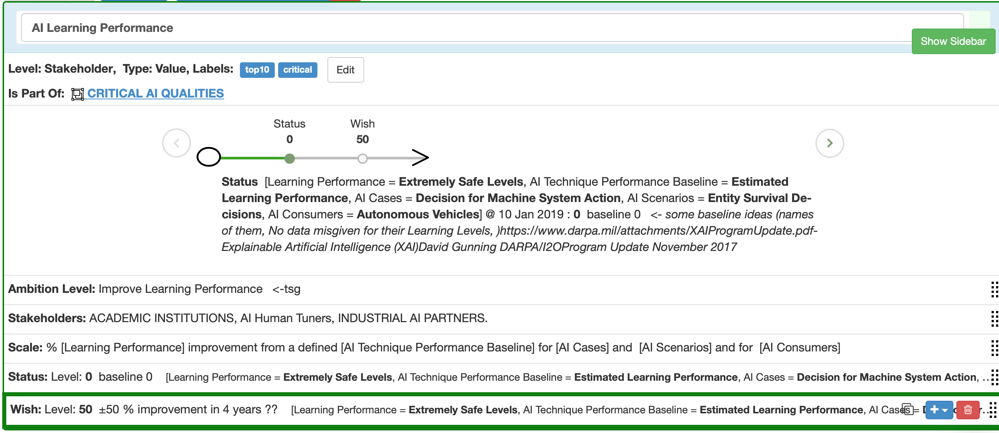 AI Learning Performance
Show Sidebar
Level: Stakeholder, Type: Value, Labels: top10 critical Edit
Is Part Of: CRITICAL AI QUALITIES
Status Wish
0 50
Status [Learning Performance = Extremely Safe Levels, AI Technique Performance Baseline = Estimated
Learning Performance, AI Cases = Decision for Machine System Action, AI Scenarios = Entity Survival De-
cisions, AI Consumers = Autonomous Vehicles] @ 10 Jan 2019 : 0 baseline 0 <- some baseline ideas (names
of them, No data misgiven for their Learning Levels, )https://www.darpa.mil/attachments/XAIProgramUpdate.pdf-
Explainable Artificial Intelligence (XAI)David Gunning DARPA/I2OProgram Update November 2017
Ambition Level: Improve Learning Performance <-tsg
Stakeholders: ACADEMIC INSTITUTIONS, AI Human Tuners, INDUSTRIAL AI PARTNERS.
Scale: % [Learning Performance] improvement from a defined [AI Technique Performance Baseline] for [AI Cases] and [AI Scenarios] and for [AI Consumers]
Status: Level: 0 baseline 0 [Learning Performance = Extremely Safe Levels, AI Technique Performance Baseline = Estimated Learning Performance, AI Cases = Decision for Machine System Action, ...
Wish: Level: 50 ±50 % improvement in 4 years ?? [Learning Performance = Extremely Safe Levels, AI Technique Performance Baseline = Estimated Learning Performance, AI Cases =